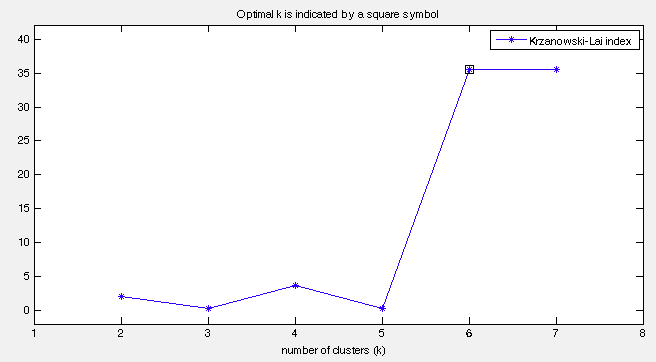 Optimal k is indicated by a square symbol
Krzanowski-Lai index
40
35
30
25
20
15
10
5
0
1 2 3 4 5 6 7 8
number of clusters (k)